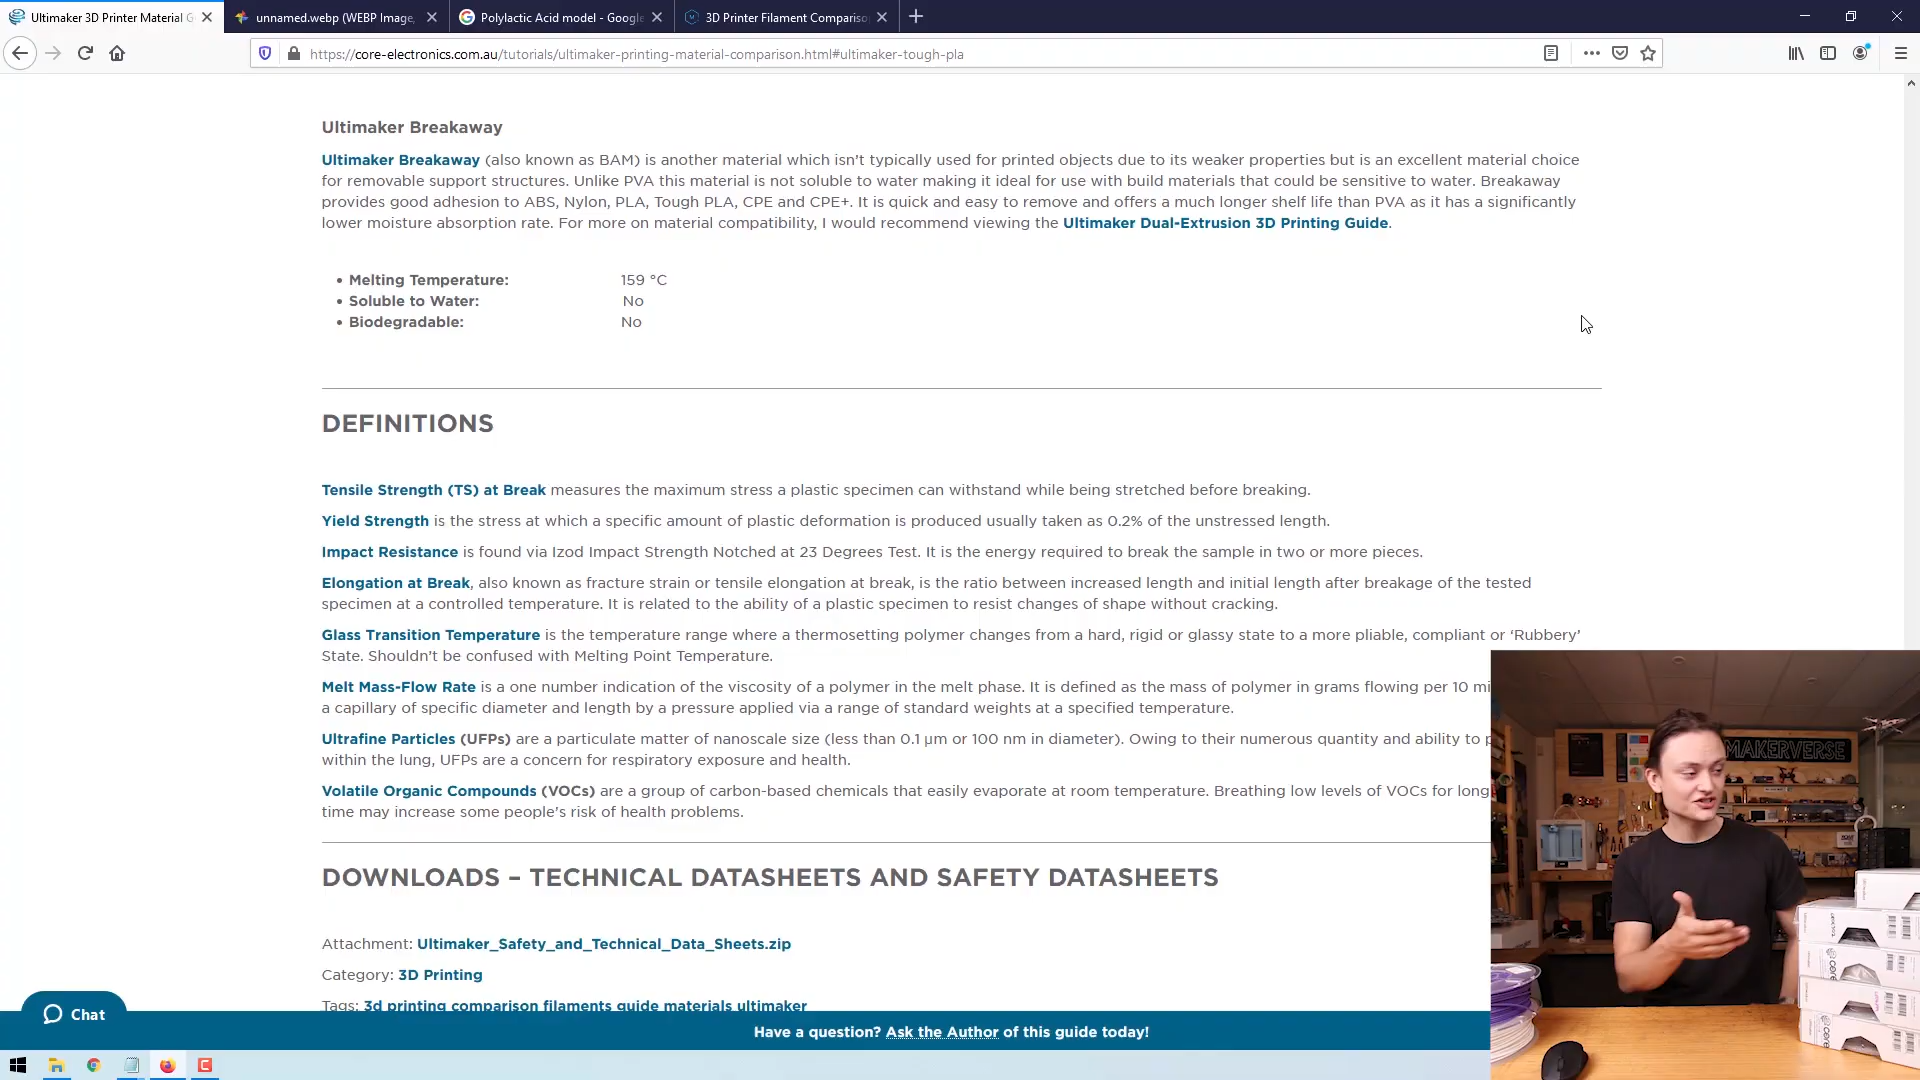 Ultimaker 3D Printer Material G
unnamed.webp (WEBP Image,
Polylactic Acid model - Google
3D Printer Filament Compariso
https://core-electronics.com.au/tutorials/ultimaker-printing-material-comparison.html#ultimaker-tough-pla
Ultimaker Breakaway
Ultimaker Breakaway (also known as BAM) is another material which isn't typically used for printed objects due to its weaker properties but is an excellent material choice
for removable support structures. Unlike PVA this material is not soluble to water making it ideal for use with build materials that could be sensitive to water. Breakaway
provides good adhesion to ABS, Nylon, PLA, Tough PLA, CPE and CPE+. It is quick and easy to remove and offers a much longer shelf life than PVA as it has a significantly
lower moisture absorption rate. For more on material compatibility, I would recommend viewing the Ultimaker Dual-Extrusion 3D Printing Guide.
• Melting Temperature: 159 °C
• Soluble to Water: No
• Biodegradable: No
DEFINITIONS
Tensile Strength (TS) at Break measures the maximum stress a plastic specimen can withstand while being stretched before breaking.
Yield Strength is the stress at which a specific amount of plastic deformation is produced usually taken as 0.2% of the unstressed length.
Impact Resistance is found via Izod Impact Strength Notched at 23 Degrees Test. It is the energy required to break the sample in two or more pieces.
Elongation at Break, also known as fracture strain or tensile elongation at break, is the ratio between increased length and initial length after breakage of the tested
specimen at a controlled temperature. It is related to the ability of a plastic specimen to resist changes of shape without cracking.
Glass Transition Temperature is the temperature range where a thermosetting polymer changes from a hard, rigid or glassy state to a more pliable, compliant or 'Rubbery'
State. Shouldn't be confused with Melting Point Temperature.
Melt Mass-Flow Rate is a one number indication of the viscosity of a polymer in the melt phase. It is defined as the mass of polymer in grams flowing per 10 mi
a capillary of specific diameter and length by a pressure applied via a range of standard weights at a specified temperature.
Ultrafine Particles (UFPs) are a particulate matter of nanoscale size (less than 0.1 μm or 100 nm in diameter). Owing to their numerous quantity and ability to p
within the lung, UFPs are a concern for respiratory exposure and health.
Volatile Organic Compounds (VOCs) are a group of carbon-based chemicals that easily evaporate at room temperature. Breathing low levels of VOCs for long
time may increase some people's risk of health problems.
MAKERVERSE
DOWNLOADS – TECHNICAL DATASHEETS AND SAFETY DATASHEETS
Attachment: Ultimaker_Safety_and_Technical_Data_Sheets.zip
Category: 3D Printing
Tags: 3d printing comparison filaments guide materials ultimaker
Chat
Have a question? Ask the Author of this guide today!